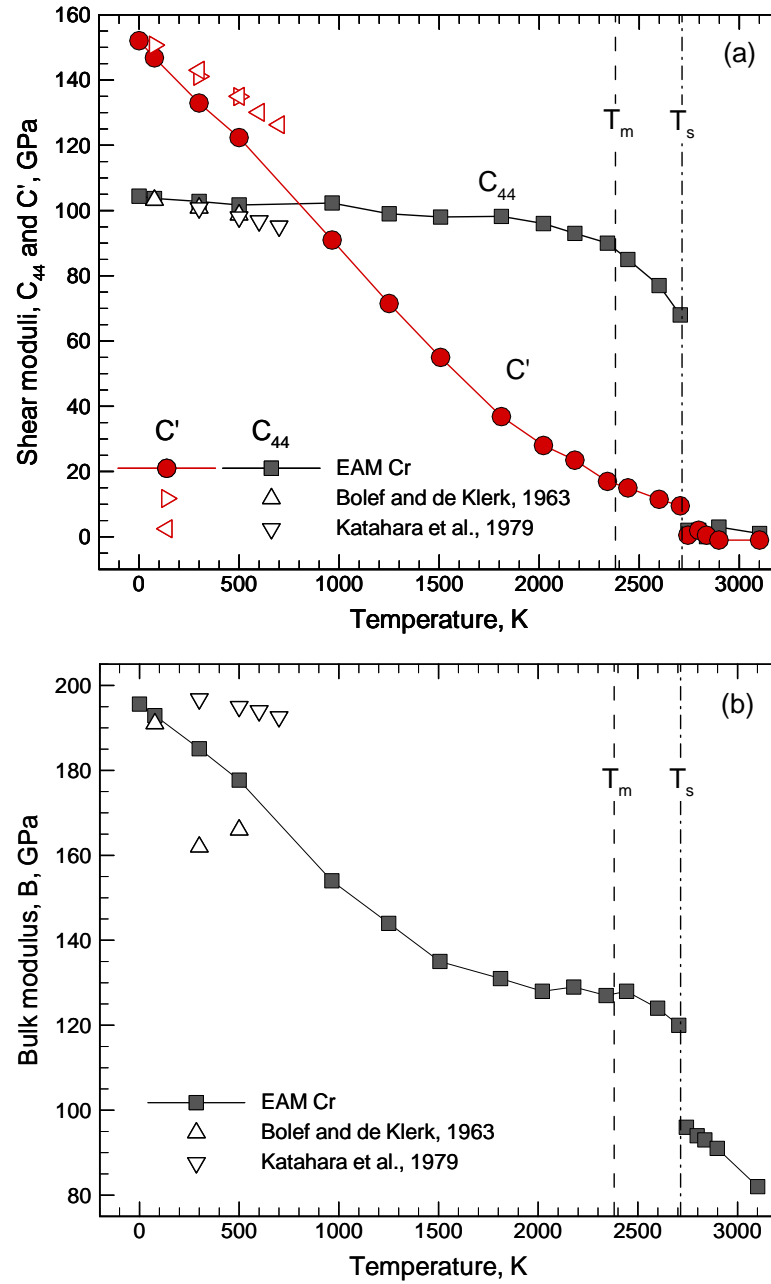 (a)
160
140
120
100
80
60
40
20
0
Shear moduli, C₄₄ and C', GPa
Tₘ Tₛ
C₄₄
C'
C' C₄₄
EAM Cr
Bolef and de Klerk, 1963
Katahara et al., 1979
0 500 1000 1500 2000 2500 3000
Temperature, K
(b)
200
180
160
140
120
100
80
Bulk modulus, B, GPa
Tₘ Tₛ
EAM Cr
Bolef and de Klerk, 1963
Katahara et al., 1979
0 500 1000 1500 2000 2500 3000
Temperature, K